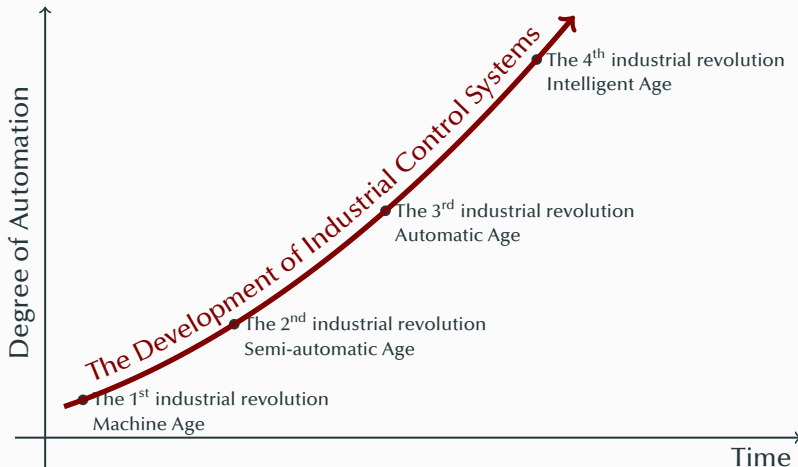 Degree of Automation
The Development of Industrial Control Systems
The 4th industrial revolution
Intelligent Age
The 3rd industrial revolution
Automatic Age
The 2nd industrial revolution
Semi-automatic Age
The 1st industrial revolution
Machine Age
Time